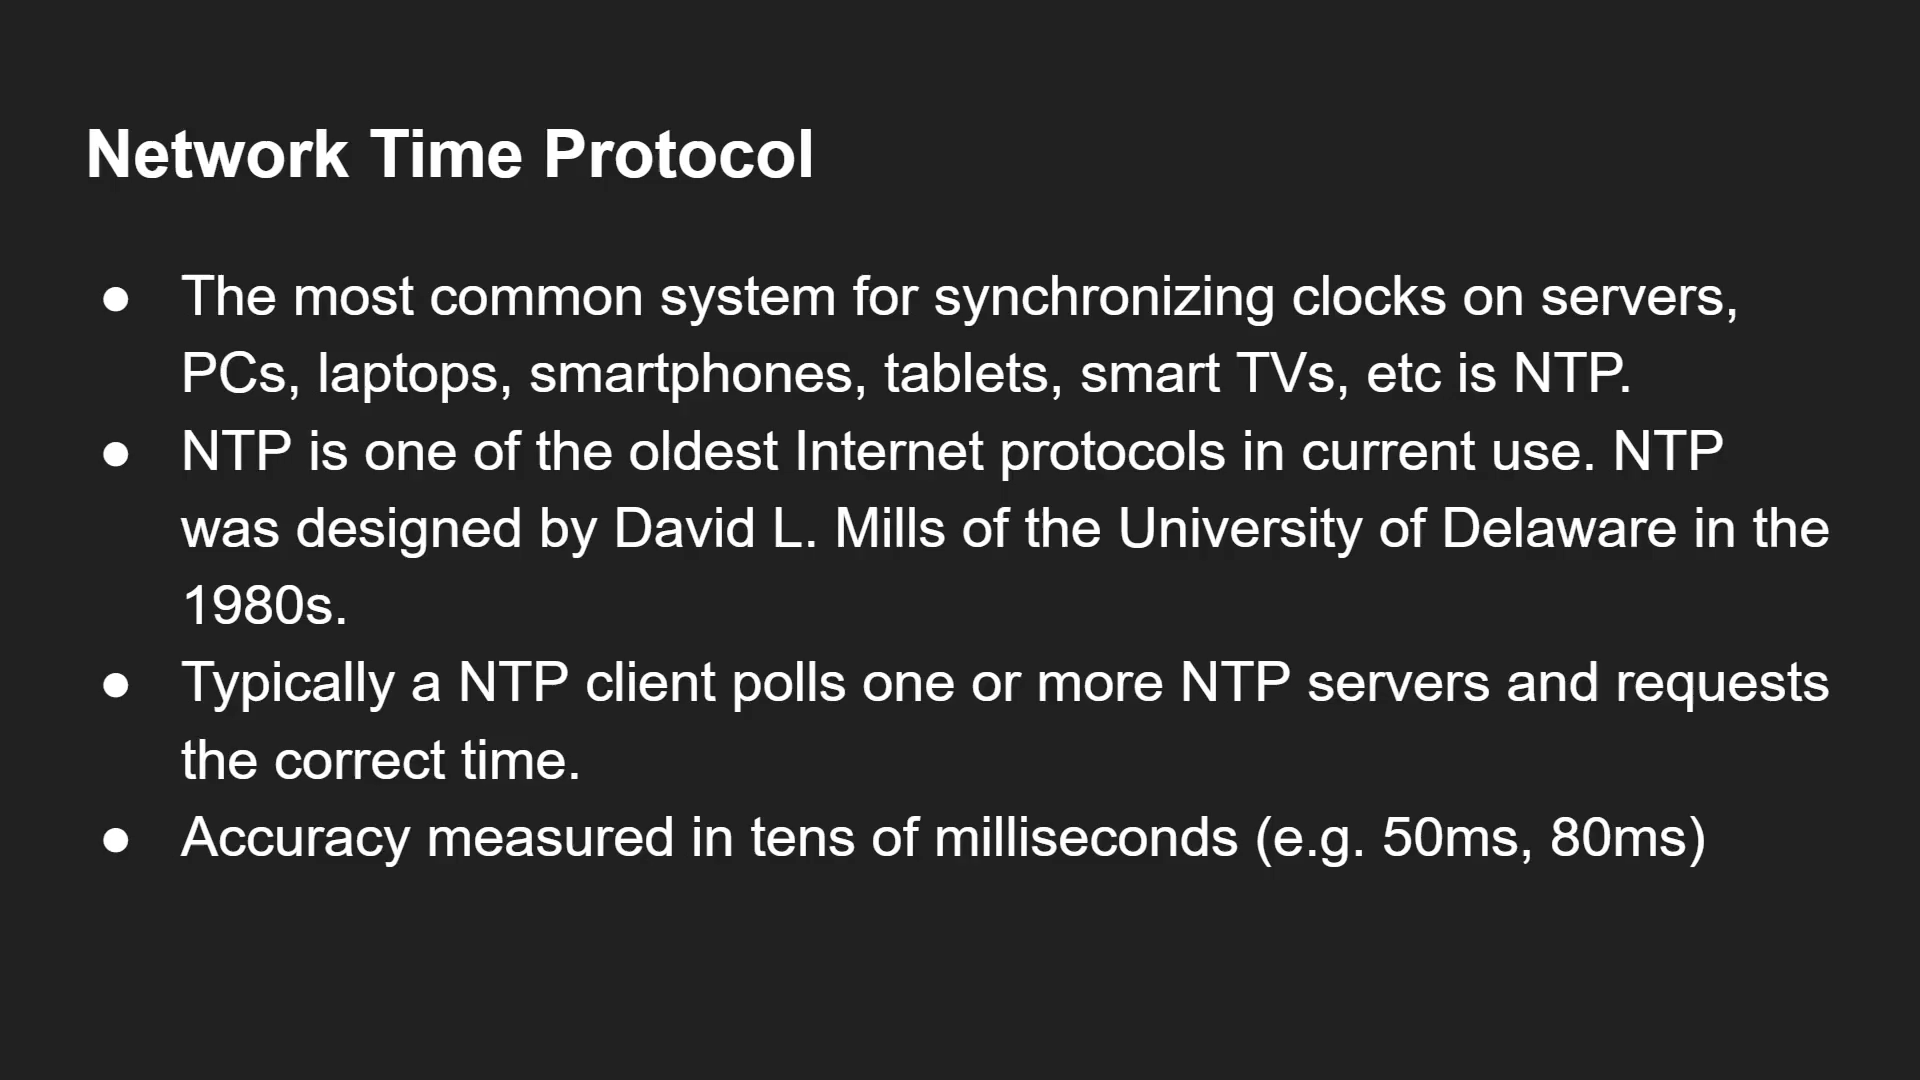 Network Time Protocol
● The most common system for synchronizing clocks on servers,
PCs, laptops, smartphones, tablets, smart TVs, etc is NTP.
● NTP is one of the oldest Internet protocols in current use. NTP
was designed by David L. Mills of the University of Delaware in the
1980s.
● Typically a NTP client polls one or more NTP servers and requests
the correct time.
● Accuracy measured in tens of milliseconds (e.g. 50ms, 80ms)